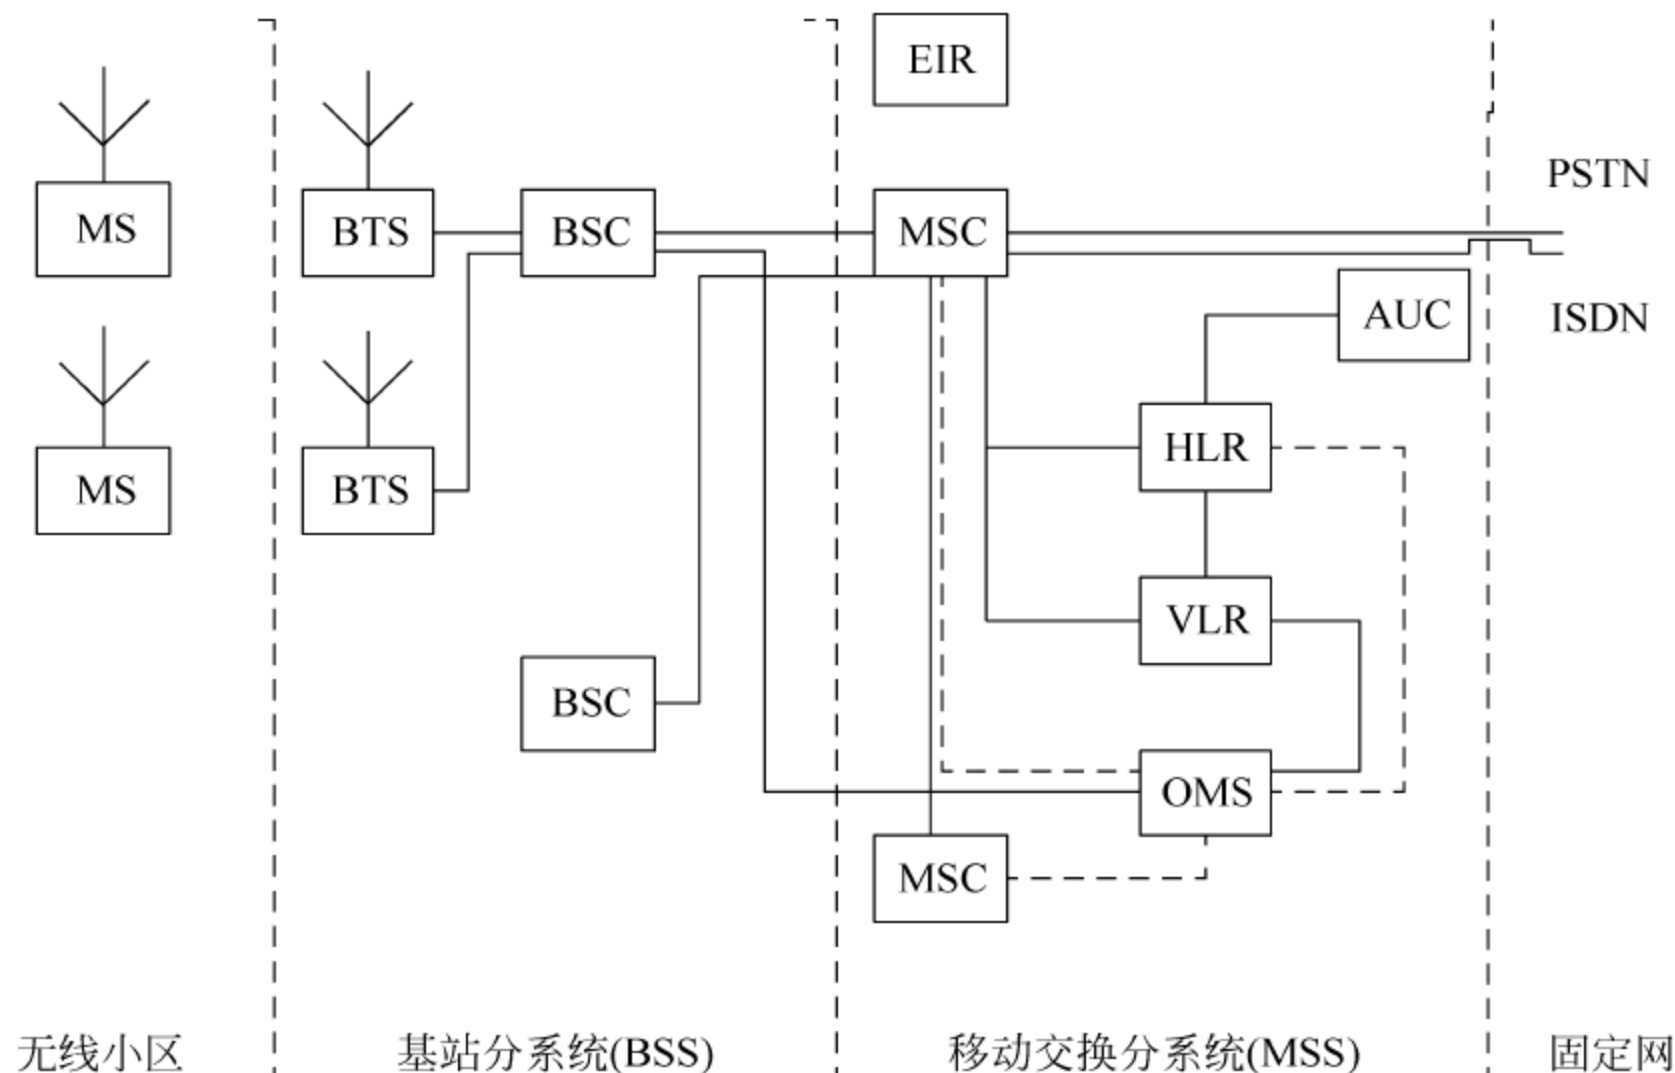 EIR
PSTN
MS
BTS
BSC
MSC
AUC
ISDN
HLR
MS
BTS
VLR
BSC
OMS
MSC
无线小区
基站分系统(BSS)
移动交换分系统(MSS)
固定网